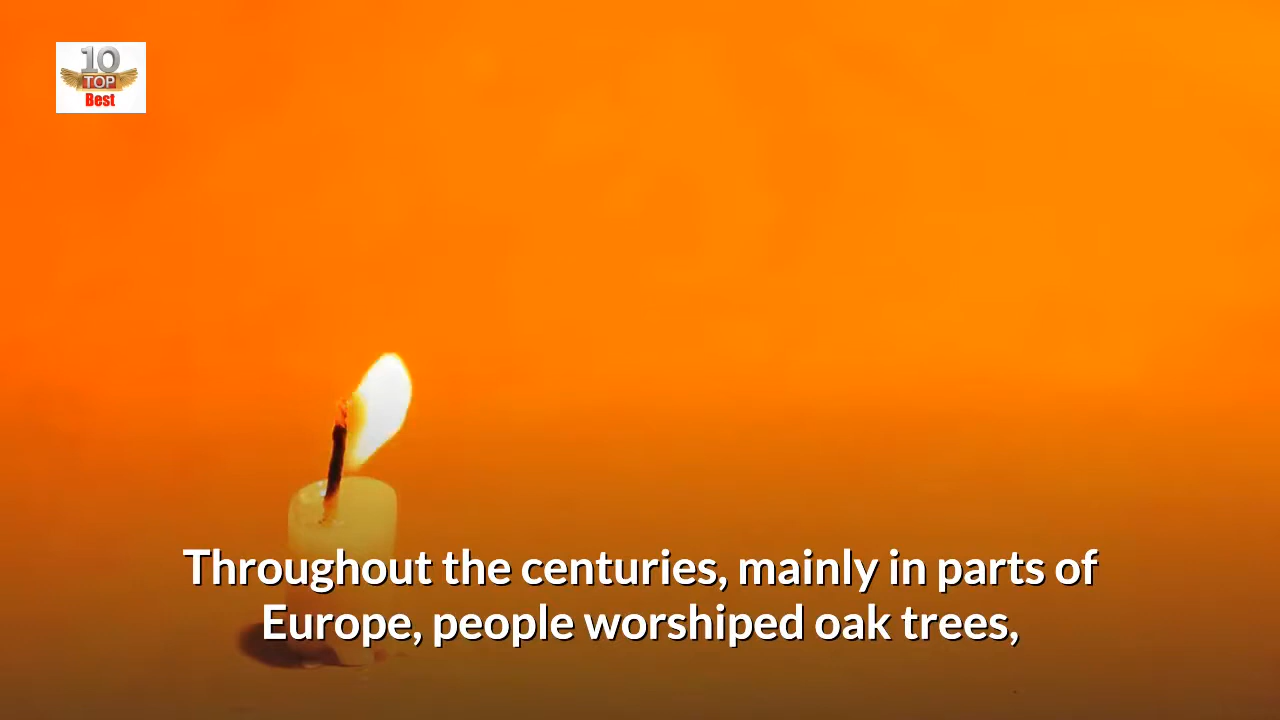 10
TOP
Best
Throughout the centuries, mainly in parts of
Europe, people worshiped oak trees,